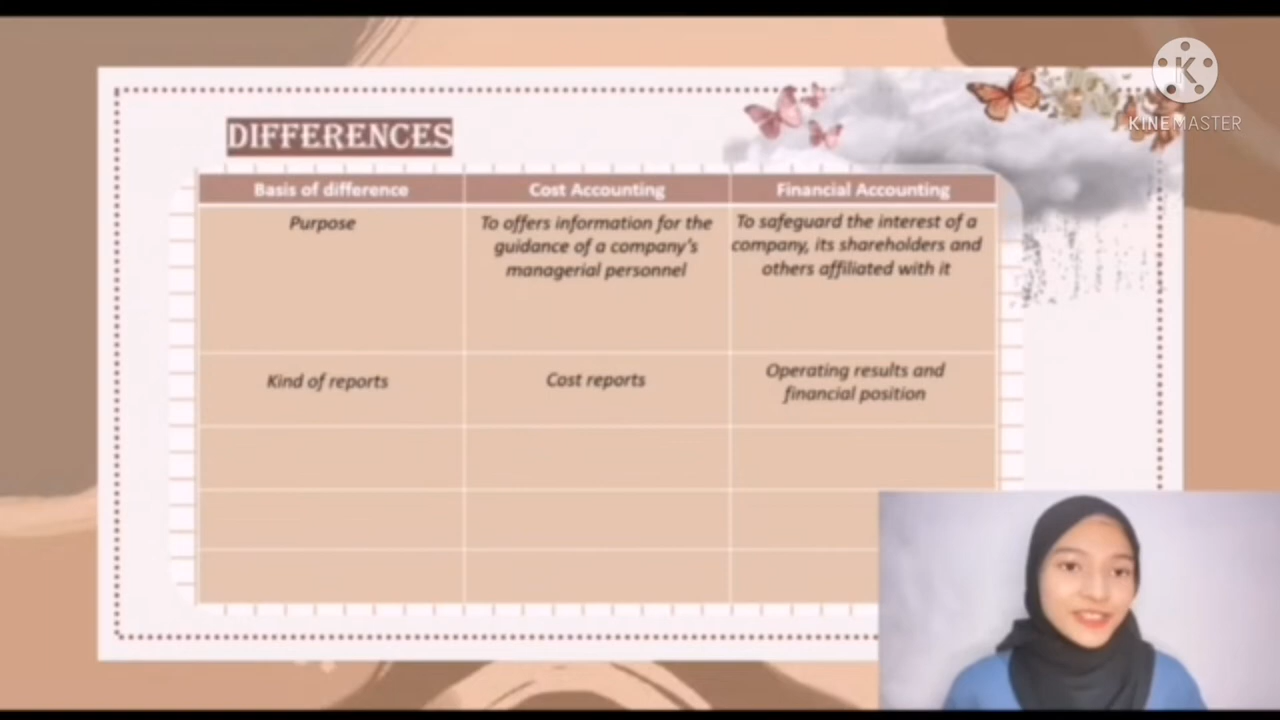 K
KINEMASTER
DIFFERENCES
Basis of difference
Cost Accounting
Financial Accounting
Purpose
To offers information for the
guidance of a company's
managerial personnel
To safeguard the interest of a
company, its shareholders and
others affiliated with it
Kind of reports
Cost reports
Operating results and
financial position